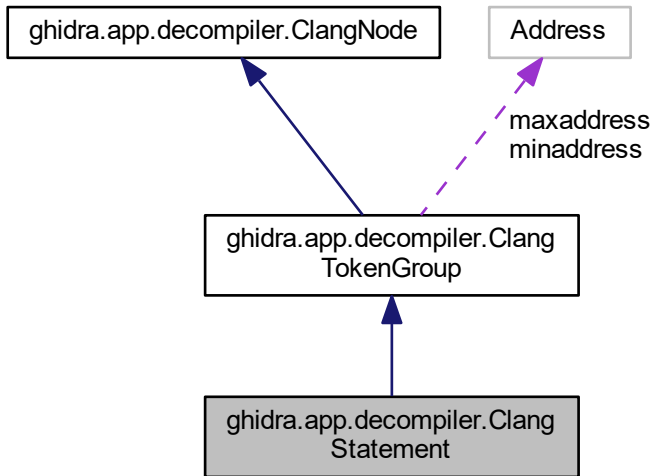 ghidra.app.decompiler.ClangNode
Address
maxaddress
minaddress
ghidra.app.decompiler.Clang
TokenGroup
ghidra.app.decompiler.Clang
Statement